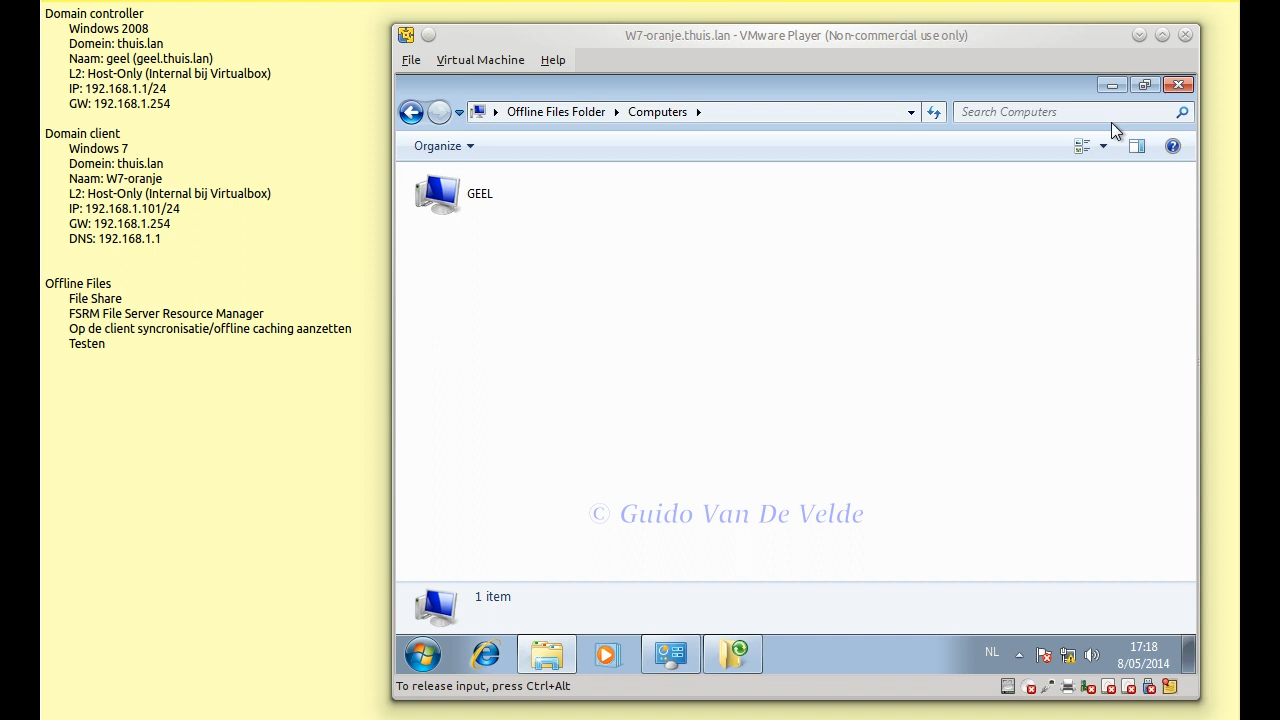 Domain controller
Windows 2008
Domein: thuis.lan
Naam: geel (geel.thuis.lan)
L2: Host-Only (Internal bij Virtualbox)
IP: 192.168.1.1/24
GW: 192.168.1.254
Domain client
Windows 7
Domein: thuis.lan
Naam: W7-oranje
L2: Host-Only (Internal bij Virtualbox)
IP: 192.168.1.101/24
GW: 192.168.1.254
DNS: 192.168.1.1
Offline Files
File Share
FSRM File Server Resource Manager
Op de client syncronisatie/offline caching aanzetten
Testen
W7-oranje.thuis.lan - VMware Player (Non-commercial use only)
File Virtual Machine Help
Offline Files Folder Computers Search Computers
Organize
GEEL
© Guido Van De Velde
1 item
NL 17:18
8/05/2014
To release input, press Ctrl+Alt